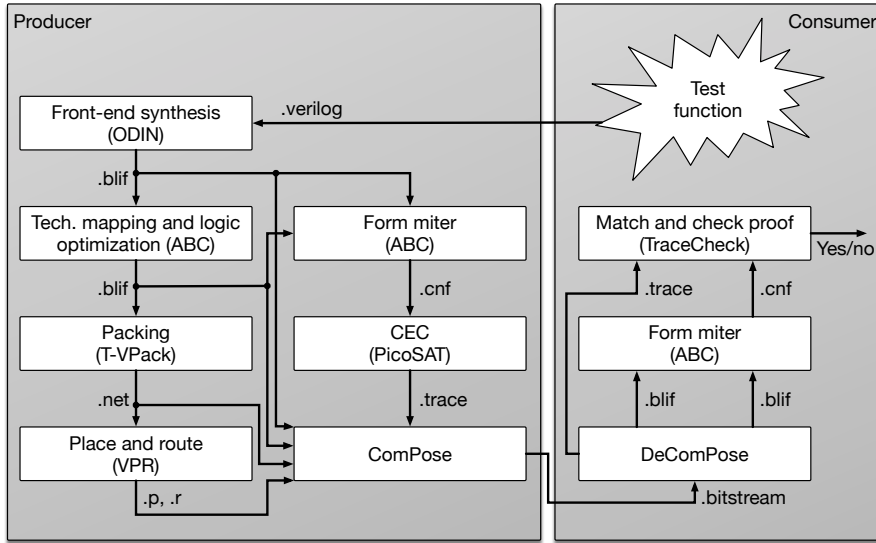 Producer
Consumer
Test
function
.verilog
Front-end synthesis
(ODIN)
.blif
Tech. mapping and logic
optimization (ABC)
Form miter
(ABC)
Match and check proof
(TraceCheck)
Yes/no
.blif
.cnf
.trace
.cnf
Packing
(T-VPack)
CEC
(PicoSAT)
Form miter
(ABC)
.net
.trace
.blif
.blif
Place and route
(VPR)
ComPose
DeComPose
.p, .r
.bitstream